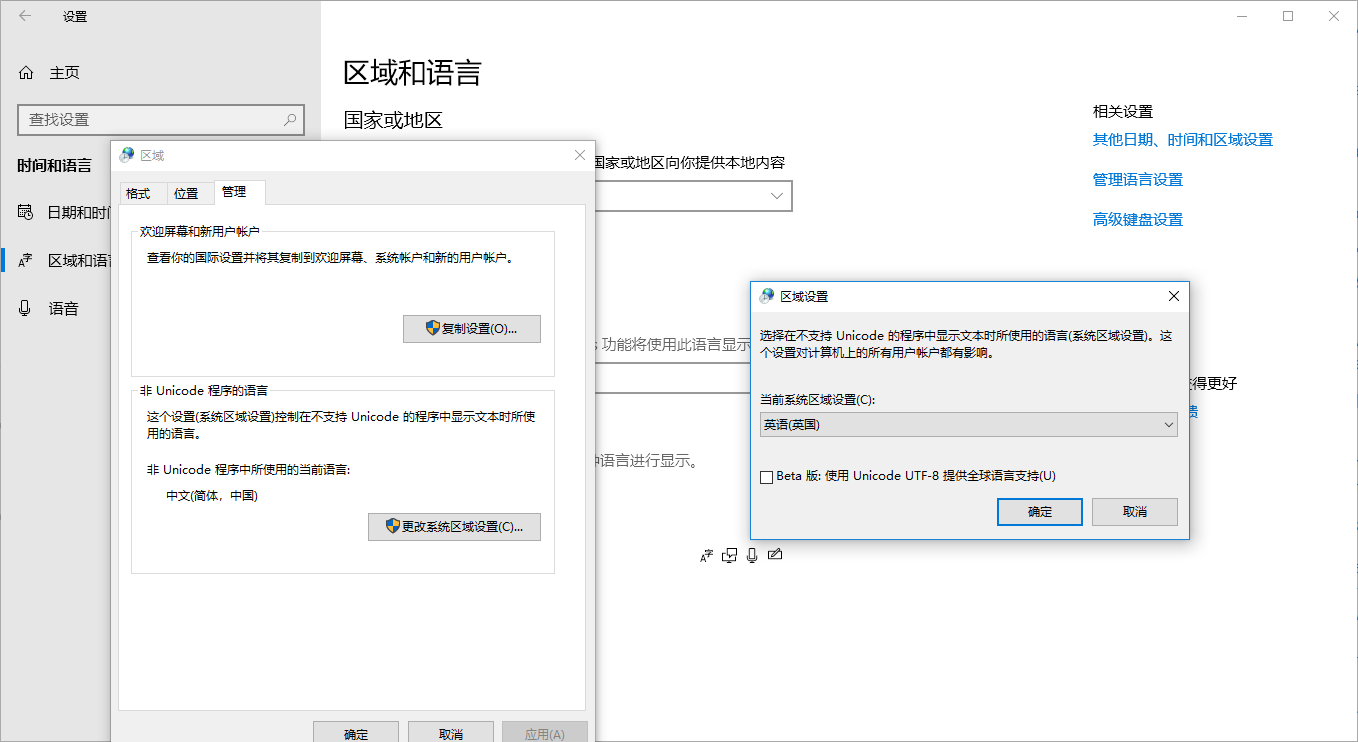 设置
主页
查找设置
时间和语言
日期和时
区域和语
语音
区域和语言
国家或地区
国家或地区向你提供本地内容
功能将使用此语言显示
语言进行显示。
相关设置
其他日期、时间和区域设置
管理语言设置
高级键盘设置
得更好
区域
格式
位置
管理
欢迎屏幕和新用户帐户
查看你的国际设置并将其复制到欢迎屏幕、系统帐户和新的用户帐户。
复制设置(O)...
非 Unicode 程序的语言
这个设置(系统区域设置)控制在不支持 Unicode 的程序中显示文本时所使
用的语言。
非 Unicode 程序中所使用的当前语言:
中文(简体，中国)
更改系统区域设置(C)...
确定
取消
应用(A)
区域设置
选择在不支持 Unicode 的程序中显示文本时所使用的语言(系统区域设置)。这
个设置对计算机上的所有用户帐户都有影响。
当前系统区域设置(C):
英语(英国)
Beta 版: 使用 Unicode UTF-8 提供全球语言支持(U)
确定
取消